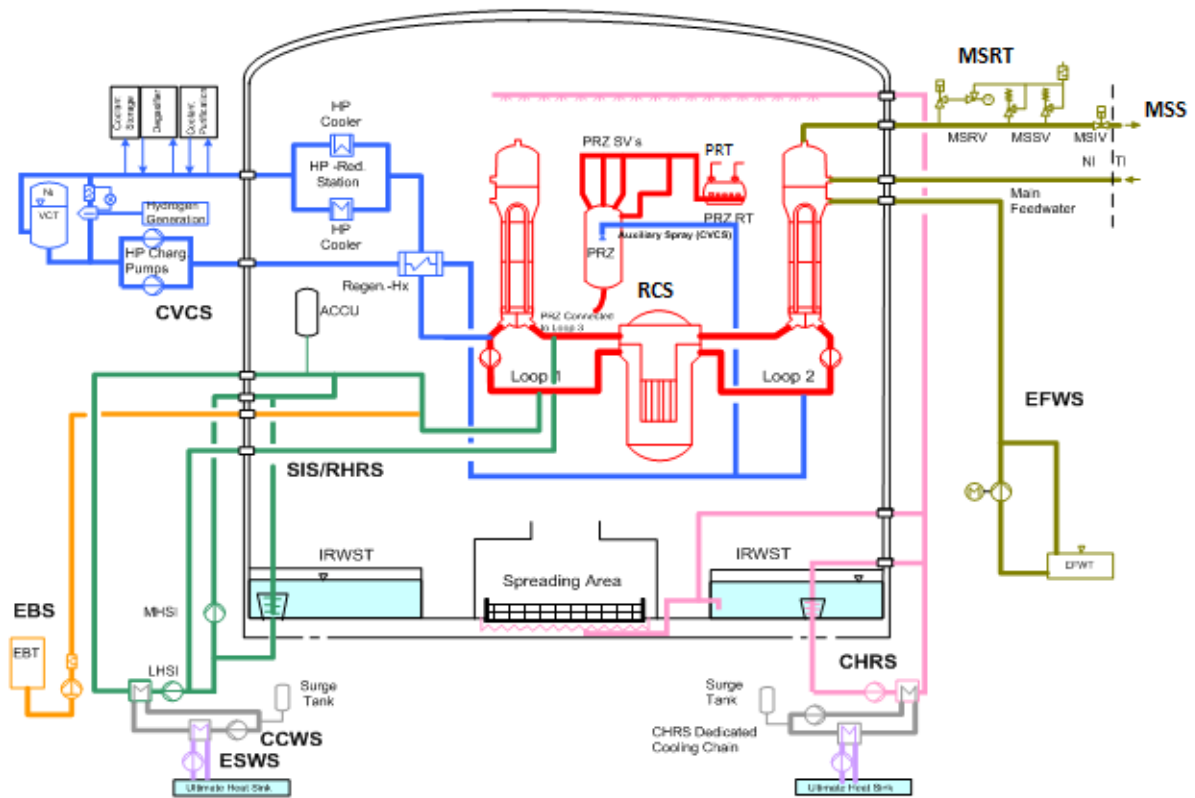 MSRT
MSS
MSRV
MSSV
MSIV
NI
TI
Main
Feedwater
Coolant
Storage
Degasifier
Coolant
Purification
HP
Cooler
HP -Red.
Station
HP
Cooler
PRZ SV's
PRT
PRZ RT
Auxiliary Spray (CVCS)
PRZ
N₂
VCT
Hydrogen
Generation
HP Charg.
Pumps
CVCS
Regen.-Hx
RCS
ACCU
PRZ Connected
to Loop 3
Loop 1
Loop 2
EFWS
M
SIS/RHRS
IRWST
Spreading Area
IRWST
EFWT
EBS
EBT
MHSI
LHSI
CHRS
Surge
Tank
CCWS
ESWS
Ultimate Heat Sink
Surge
Tank
CHRS Dedicated
Cooling Chain
Ultimate Heat Sink